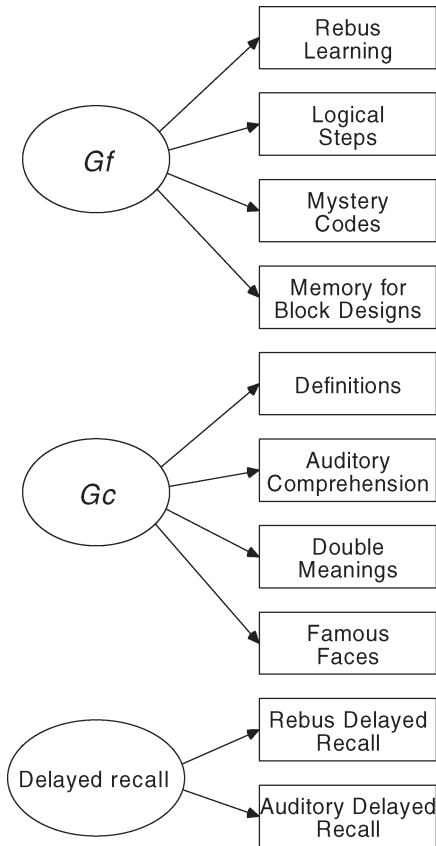 Rebus
Learning
Logical
Steps
Gf
Mystery
Codes
Memory for
Block Designs
Definitions
Auditory
Comprehension
Gc
Double
Meanings
Famous
Faces
Rebus Delayed
Recall
Delayed recall
Auditory Delayed
Recall